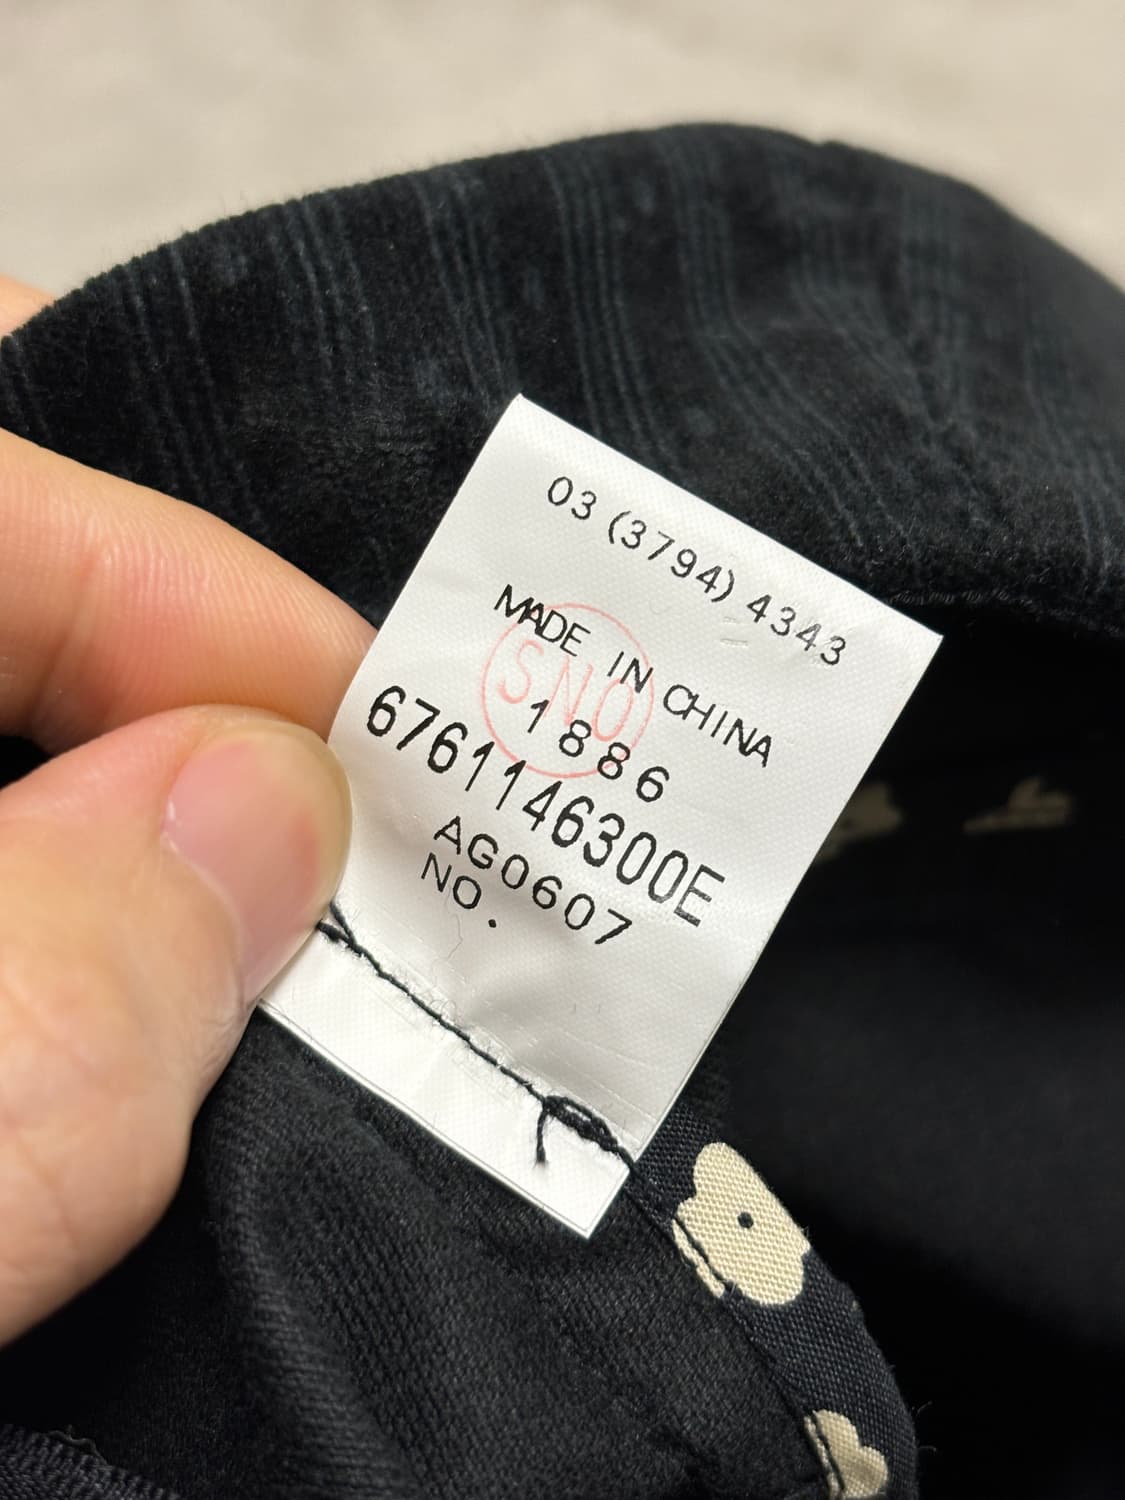 03 (3794) 4343
MADE IN CHINA
SNO
1886
6761146300E
AG0607
NO.